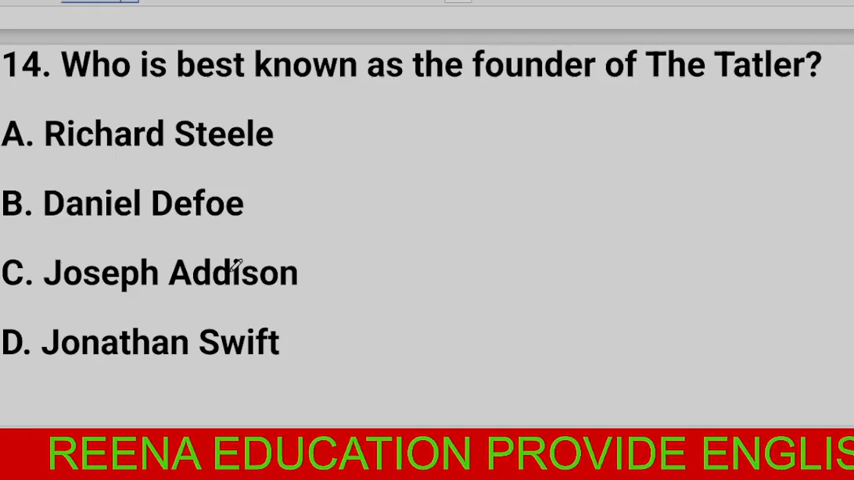 14. Who is best known as the founder of The Tatler?
A. Richard Steele
B. Daniel Defoe
C. Joseph Addison
D. Jonathan Swift
REENA EDUCATION PROVIDE ENGLIS